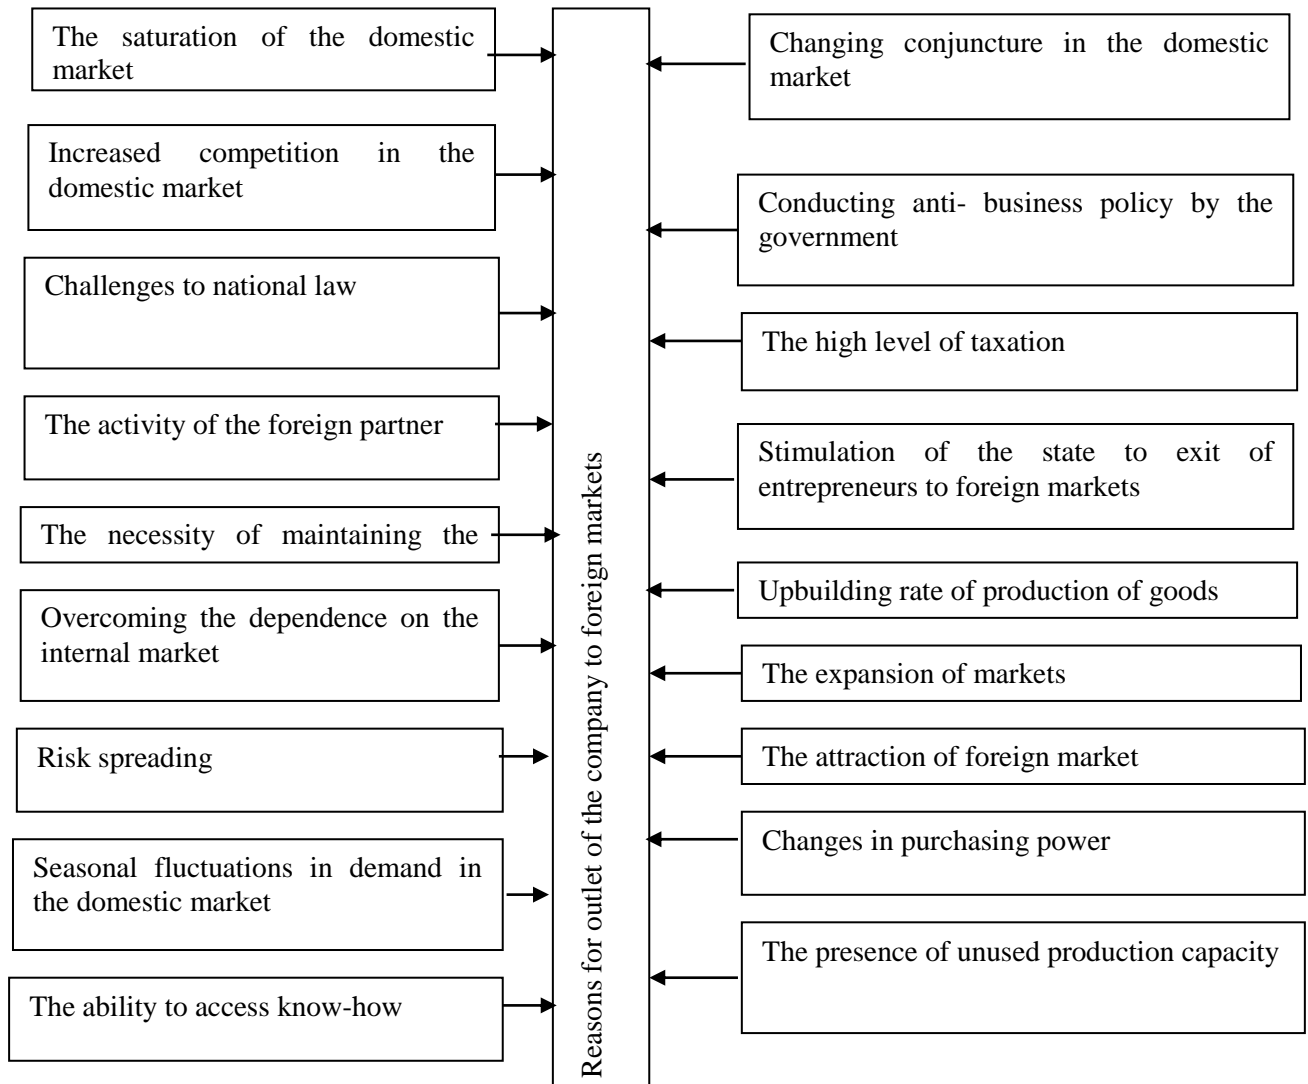 The saturation of the domestic
market
Increased competition in the
domestic market
Challenges to national law
The activity of the foreign partner
The necessity of maintaining the
Overcoming the dependence on the
internal market
Risk spreading
Seasonal fluctuations in demand in
the domestic market
The ability to access know-how
Reasons for outlet of the company to foreign markets
Changing conjuncture in the domestic
market
Conducting anti- business policy by the
government
The high level of taxation
Stimulation of the state to exit of
entrepreneurs to foreign markets
Upbuilding rate of production of goods
The expansion of markets
The attraction of foreign market
Changes in purchasing power
The presence of unused production capacity